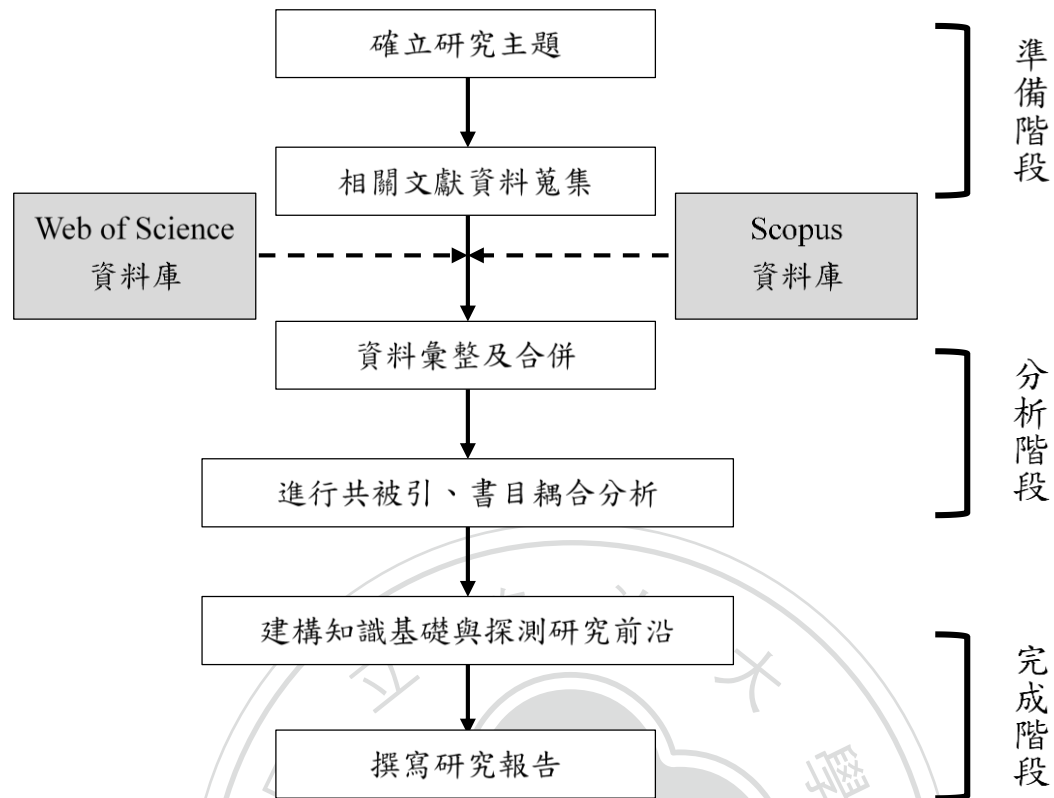 確立研究主題
相關文獻資料蒐集
準備階段
Web of Science
資料庫
Scopus
資料庫
資料彙整及合併
進行共被引、書目耦合分析
分析階段
建構知識基礎與探測研究前沿
撰寫研究報告
完成階段
立
大
學